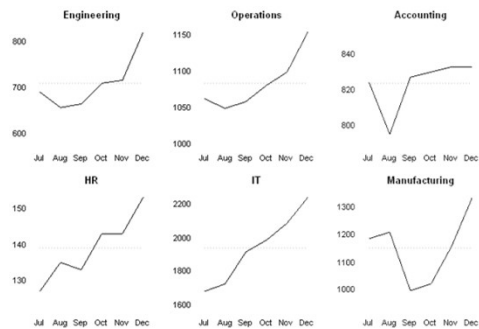 Engineering
800
700
600
Jul Aug Sep Oct Nov Dec
Operations
1150
1100
1050
1000
Jul Aug Sep Oct Nov Dec
Accounting
840
820
800
Jul Aug Sep Oct Nov Dec
HR
150
140
130
Jul Aug Sep Oct Nov Dec
IT
2200
2000
1800
1600
Jul Aug Sep Oct Nov Dec
Manufacturing
1300
1200
1100
1000
Jul Aug Sep Oct Nov Dec